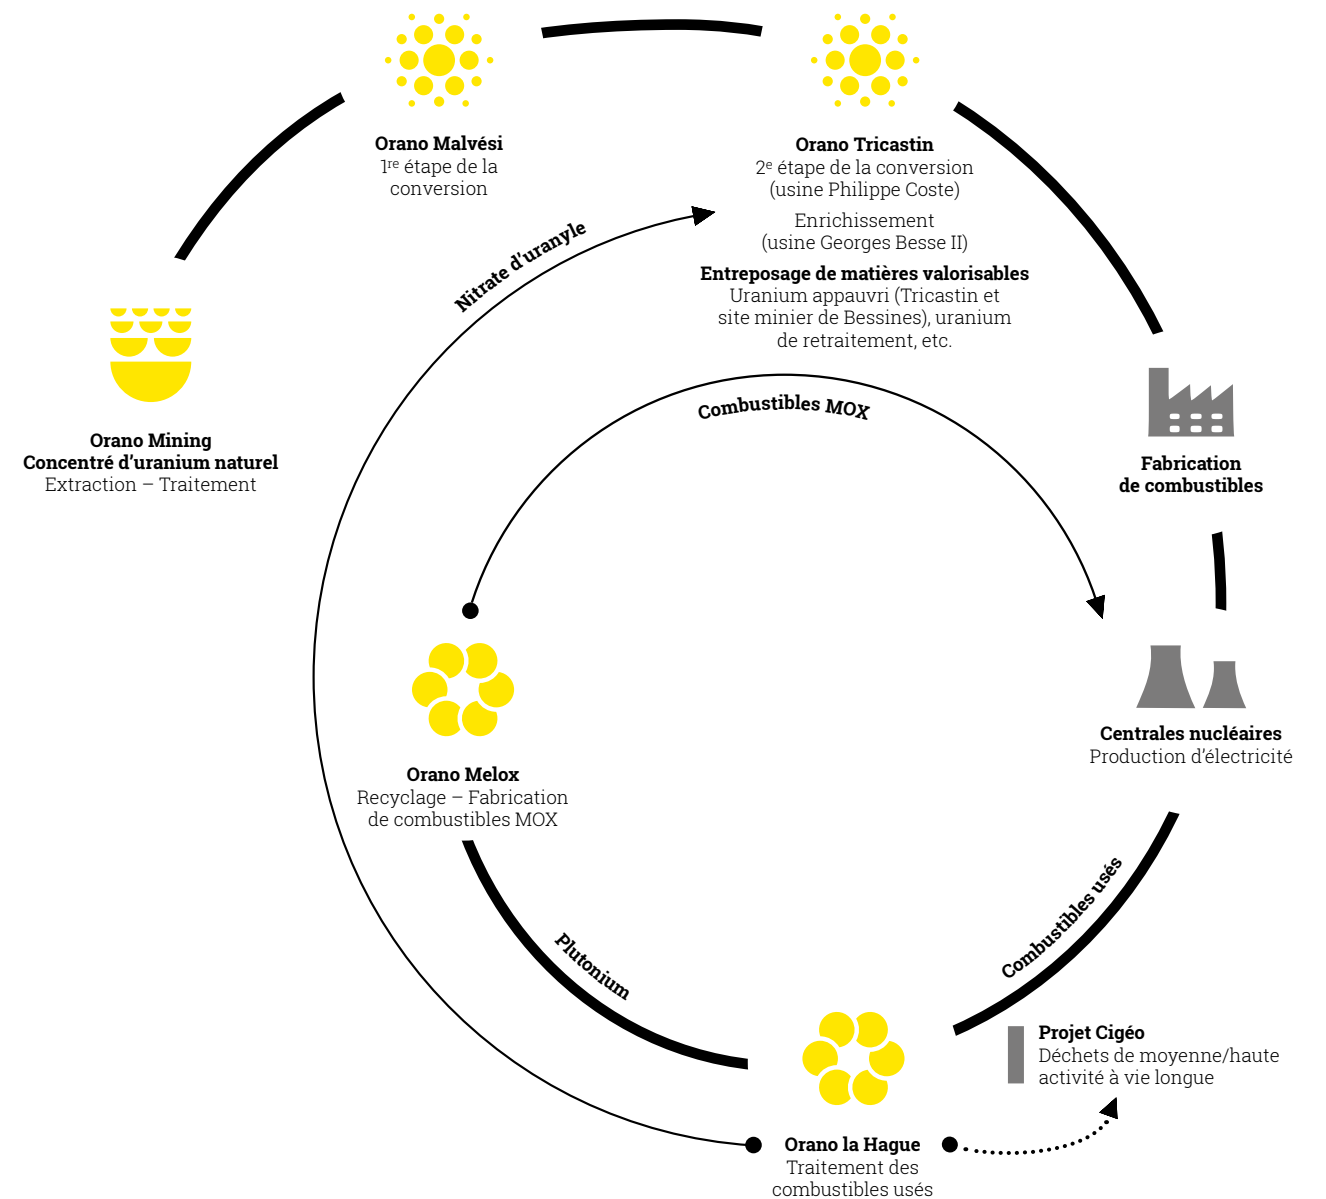 Orano Malvési
1re étape de la
conversion
Orano Tricastin
2e étape de la conversion
(usine Philippe Coste)
Enrichissement
(usine Georges Besse II)
Entreposage de matières valorisables
Uranium appauvri (Tricastin et
site minier de Bessines), uranium
de retraitement, etc.
Nitrate d’uranyle
Combustibles MOX
Orano Mining
Concentré d’uranium naturel
Extraction – Traitement
Fabrication
de combustibles
Centrales nucléaires
Production d’électricité
Orano Melox
Recyclage – Fabrication
de combustibles MOX
Combustibles usés
Plutonium
Projet Cigéo
Déchets de moyenne/haute
activité à vie longue
Orano la Hague
Traitement des
combustibles usés